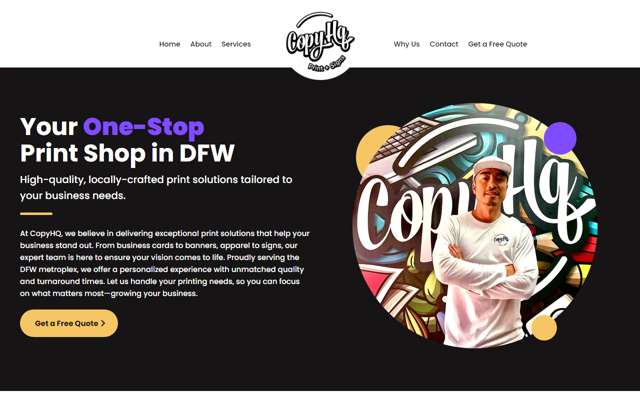 Home About Services
CopyHq
Print + Signs
Why Us Contact Get a Free Quote
Your One-Stop
Print Shop in DFW
High-quality, locally-crafted print solutions tailored to
your business needs.
At CopyHQ, we believe in delivering exceptional print solutions that help your
business stand out. From business cards to banners, apparel to signs, our
expert team is here to ensure your vision comes to life. Proudly serving the
DFW metroplex, we offer a personalized experience with unmatched quality
and turnaround times. Let us handle your printing needs, so you can focus
on what matters most—growing your business.
Get a Free Quote
CopyHq
CopyHq